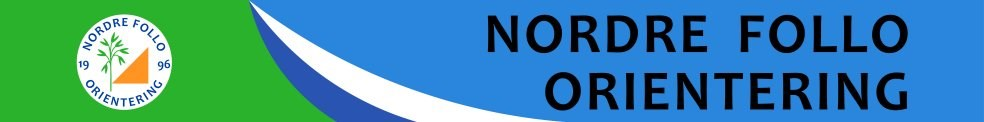 NORDRE FOLLO
19 96
ORIENTERING
NORDRE FOLLO
ORIENTERING